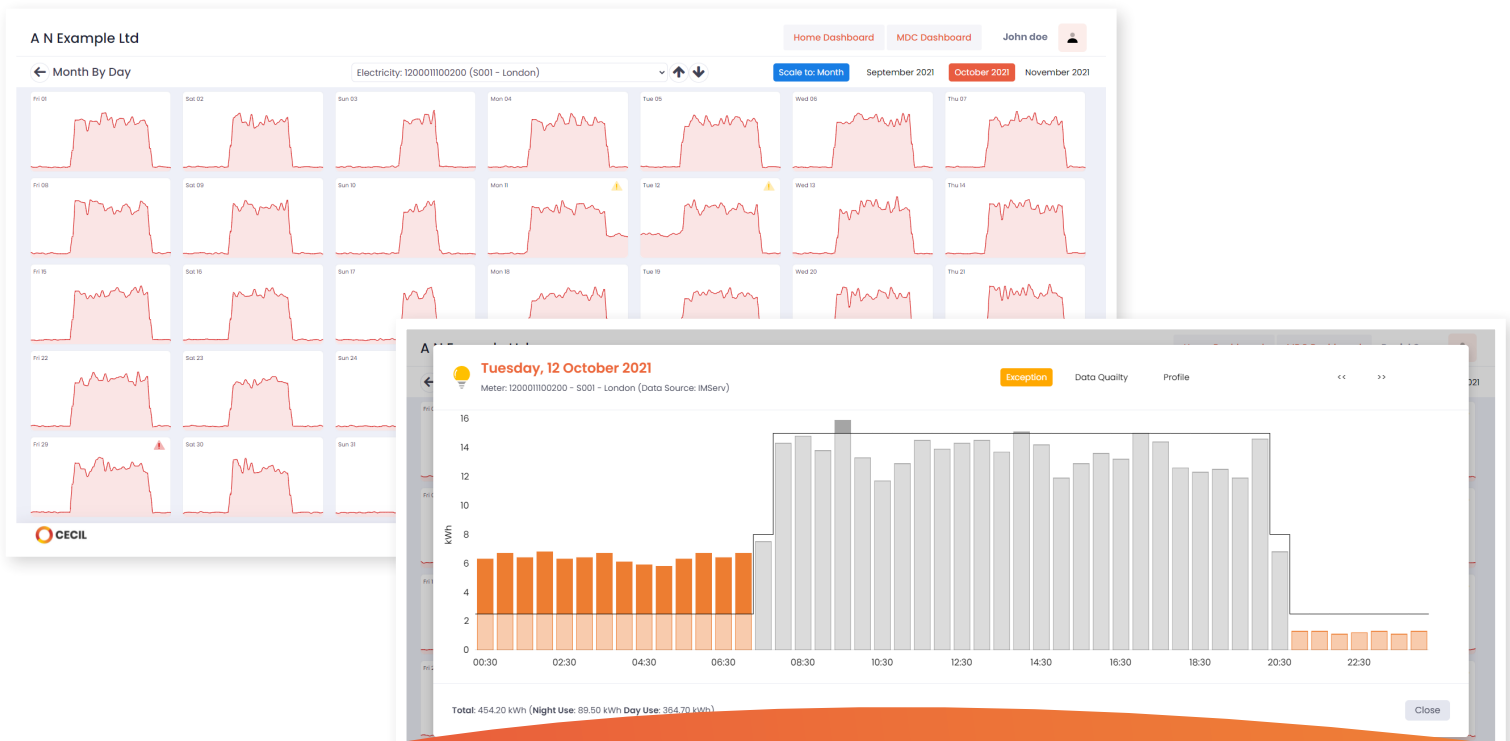 A N Example Ltd
Home Dashboard
MDC Dashboard
John doe
Month By Day
Electricity: 1200011100200 (S001 - London)
Scale to: Month
September 2021
October 2021
November 2021
Fri 01
Sat 02
Sun 03
Mon 04
Tue 05
Wed 06
Thu 07
Fri 08
Sat 09
Sun 10
Mon 11
Tue 12
Wed 13
Thu 14
Fri 15
Sat 16
Sun 17
Mon 18
Tue 19
Wed 20
Thu 21
Fri 22
Sat 23
Sun 24
Fri 29
Sat 30
Sun 31
CECIL
Tuesday, 12 October 2021
Meter: 1200011100200 - S001 - London (Data Source: IMServ)
Exception
Data Quailty
Profile
<<
>>
kWh
16
14
12
10
8
6
4
2
0
00:30
02:30
04:30
06:30
08:30
10:30
12:30
14:30
16:30
18:30
20:30
22:30
Total: 454.20 kWh (Night Use: 89.50 kWh Day Use: 364.70 kWh)
Close